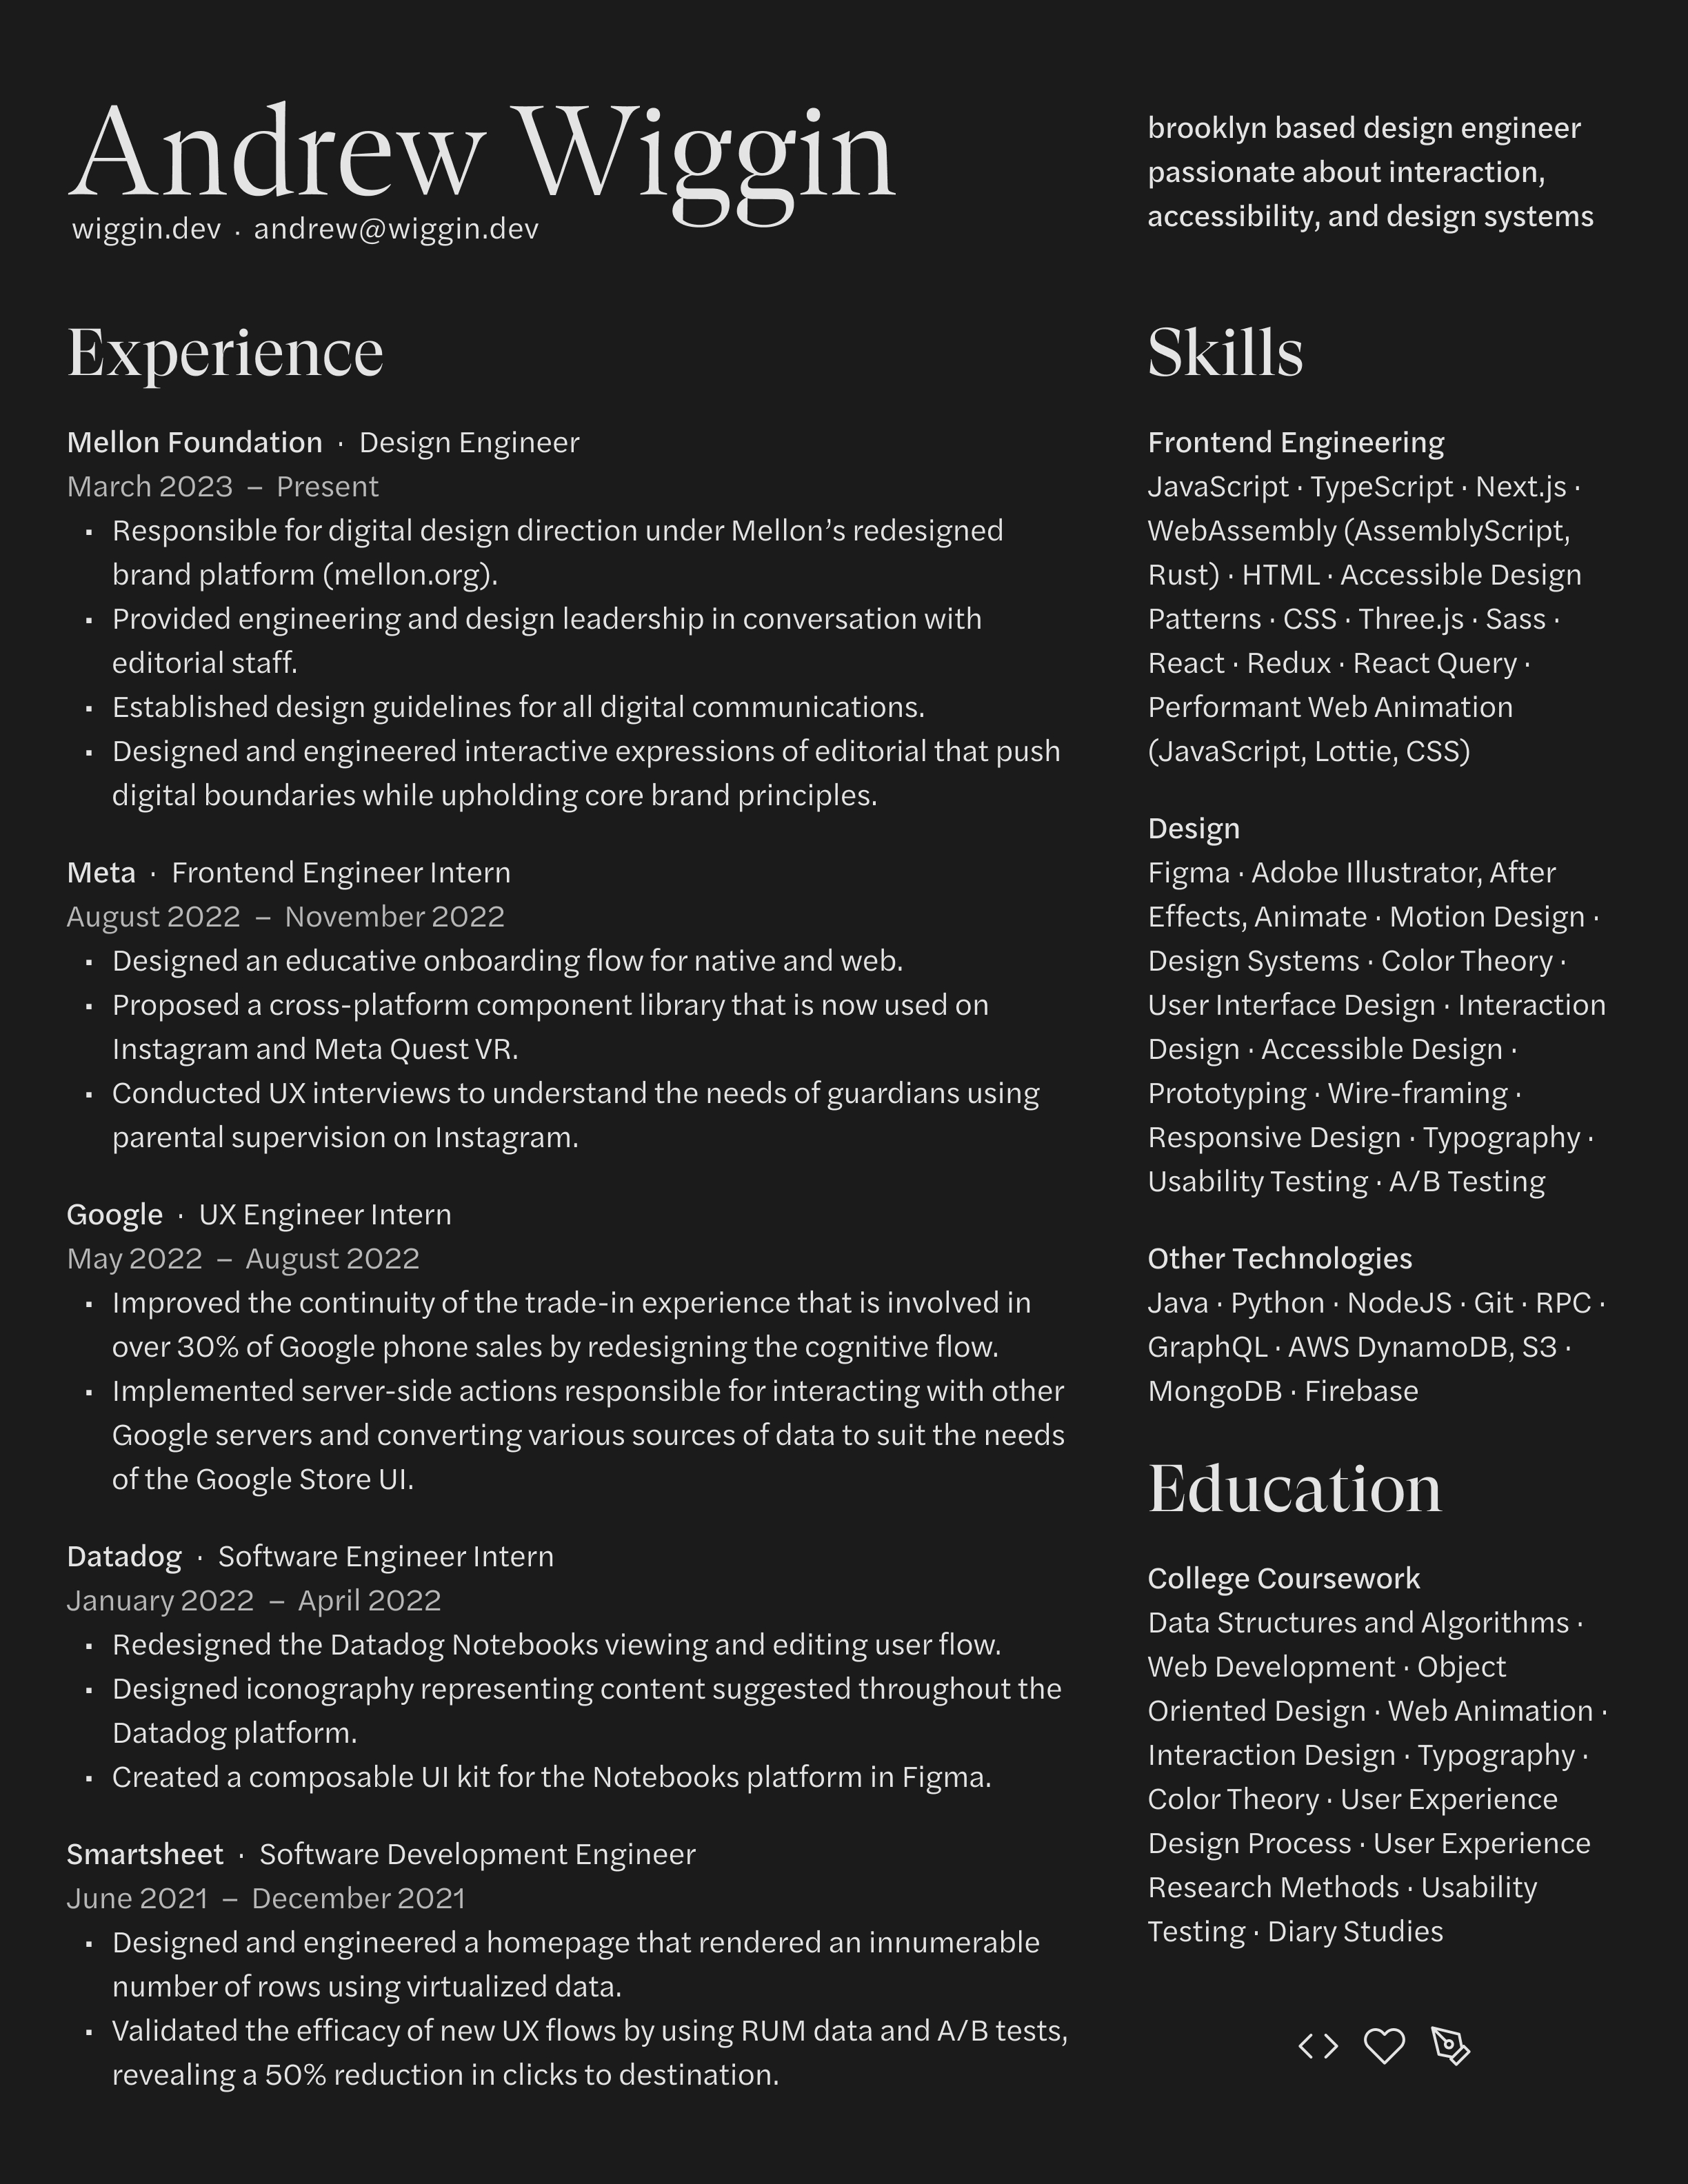 Andrew Wiggin
wiggin.dev · andrew@wiggin.dev
brooklyn based design engineer
passionate about interaction,
accessibility, and design systems
Experience
Mellon Foundation · Design Engineer
March 2023 – Present
▪ Responsible for digital design direction under Mellon’s redesigned
brand platform (mellon.org).
▪ Provided engineering and design leadership in conversation with
editorial staff.
▪ Established design guidelines for all digital communications.
▪ Designed and engineered interactive expressions of editorial that push
digital boundaries while upholding core brand principles.
Meta · Frontend Engineer Intern
August 2022 – November 2022
▪ Designed an educative onboarding flow for native and web.
▪ Proposed a cross-platform component library that is now used on
Instagram and Meta Quest VR.
▪ Conducted UX interviews to understand the needs of guardians using
parental supervision on Instagram.
Google · UX Engineer Intern
May 2022 – August 2022
▪ Improved the continuity of the trade-in experience that is involved in
over 30% of Google phone sales by redesigning the cognitive flow.
▪ Implemented server-side actions responsible for interacting with other
Google servers and converting various sources of data to suit the needs
of the Google Store UI.
Datadog · Software Engineer Intern
January 2022 – April 2022
▪ Redesigned the Datadog Notebooks viewing and editing user flow.
▪ Designed iconography representing content suggested throughout the
Datadog platform.
▪ Created a composable UI kit for the Notebooks platform in Figma.
Smartsheet · Software Development Engineer
June 2021 – December 2021
▪ Designed and engineered a homepage that rendered an innumerable
number of rows using virtualized data.
▪ Validated the efficacy of new UX flows by using RUM data and A/B tests,
revealing a 50% reduction in clicks to destination.
Skills
Frontend Engineering
JavaScript · TypeScript · Next.js ·
WebAssembly (AssemblyScript,
Rust) · HTML · Accessible Design
Patterns · CSS · Three.js · Sass ·
React · Redux · React Query ·
Performant Web Animation
(JavaScript, Lottie, CSS)
Design
Figma · Adobe Illustrator, After
Effects, Animate · Motion Design ·
Design Systems · Color Theory ·
User Interface Design · Interaction
Design · Accessible Design ·
Prototyping · Wire-framing ·
Responsive Design · Typography ·
Usability Testing · A/B Testing
Other Technologies
Java · Python · NodeJS · Git · RPC ·
GraphQL · AWS DynamoDB, S3 ·
MongoDB · Firebase
Education
College Coursework
Data Structures and Algorithms ·
Web Development · Object
Oriented Design · Web Animation ·
Interaction Design · Typography ·
Color Theory · User Experience
Design Process · User Experience
Research Methods · Usability
Testing · Diary Studies